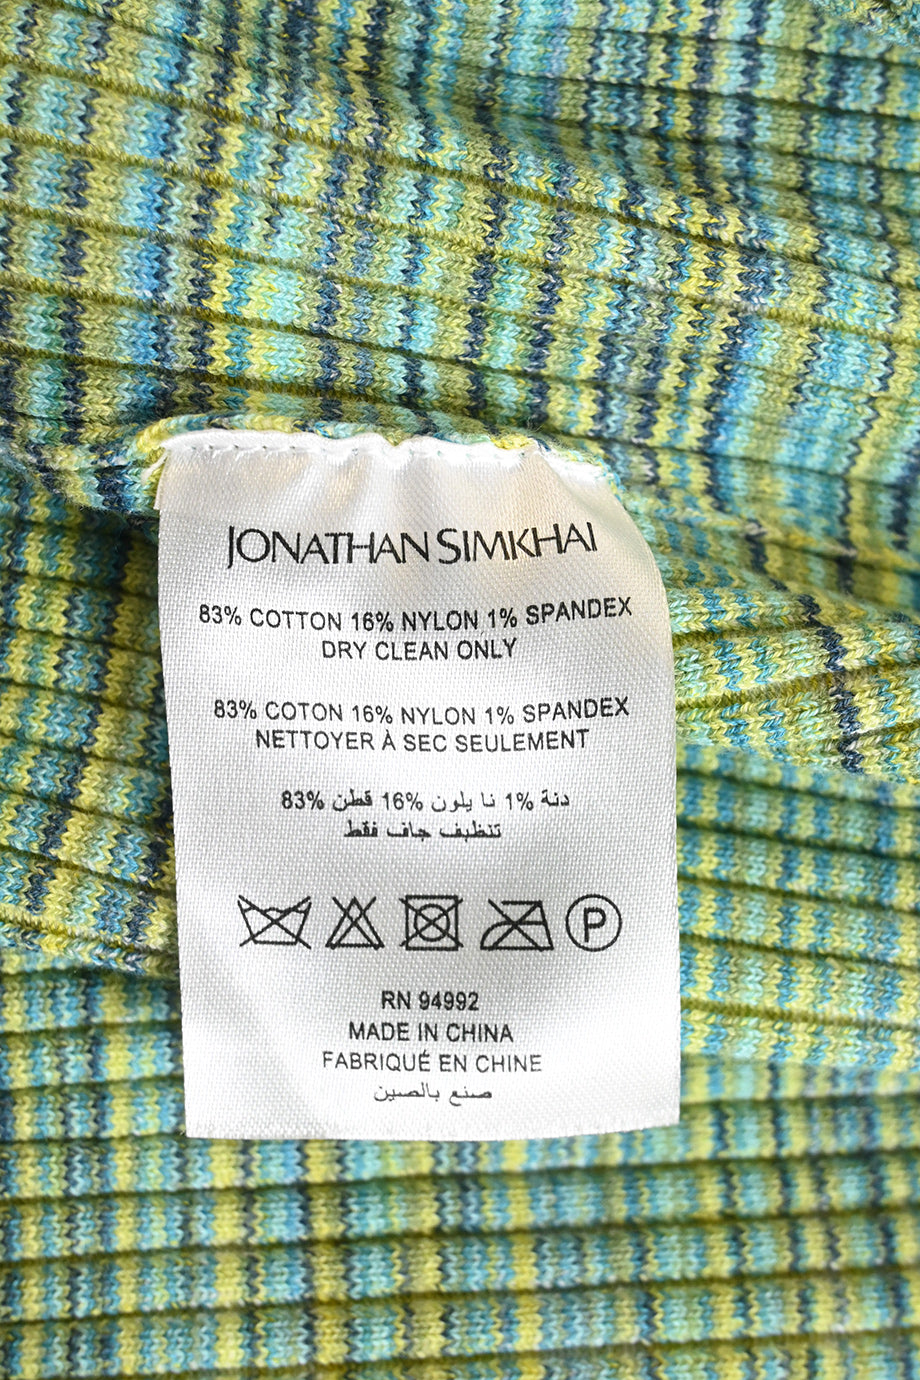 JONATHAN SIMKHAI
83% COTTON 16% NYLON 1% SPANDEX
DRY CLEAN ONLY
83% COTON 16% NYLON 1% SPANDEX
NETTOYER À SEC SEULEMENT
دنة %1 نا يلون %16 قطن %83
تنظيف جاف فقط
P
RN 94992
MADE IN CHINA
FABRIQUÉ EN CHINE
صنع بالصين